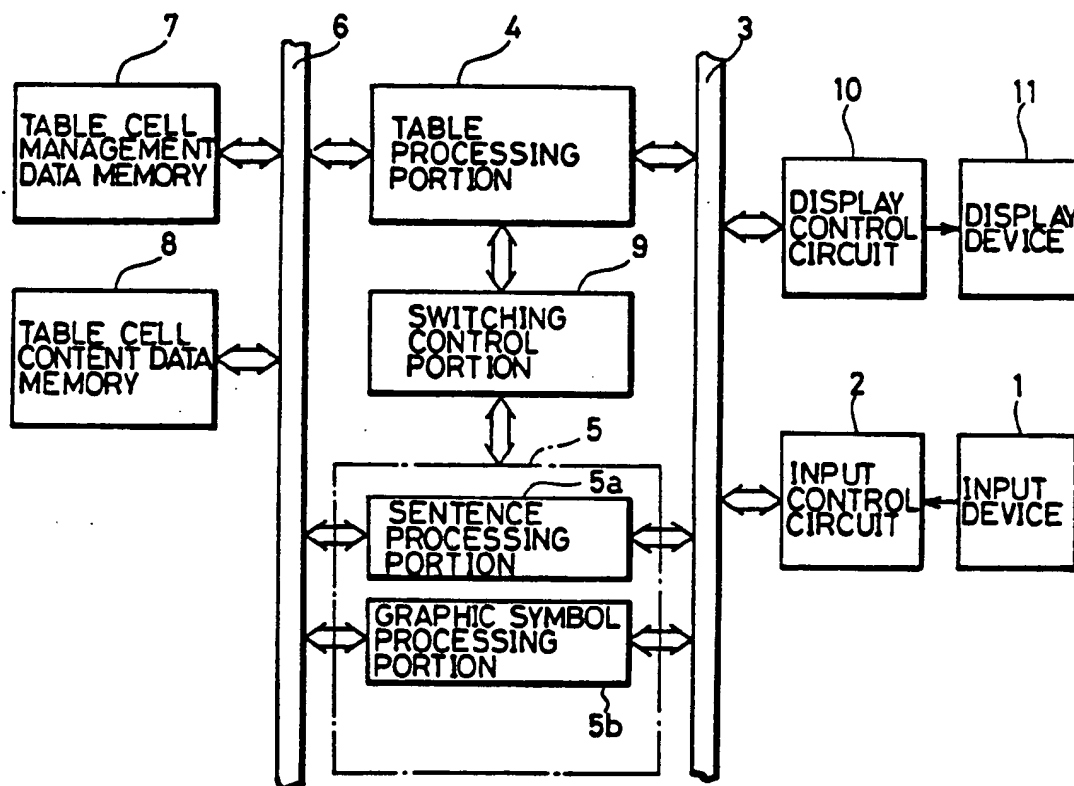 7
6
4
3
10
11
TABLE CELL
MANAGEMENT
DATA MEMORY
TABLE
PROCESSING
PORTION
DISPLAY
CONTROL
CIRCUIT
DISPLAY
DEVICE
8
9
TABLE CELL
CONTENT DATA
MEMORY
SWITCHING
CONTROL
PORTION
2
1
INPUT
CONTROL
CIRCUIT
INPUT
DEVICE
5
5a
SENTENCE
PROCESSING
PORTION
GRAPHIC SYMBOL
PROCESSING
PORTION
5b